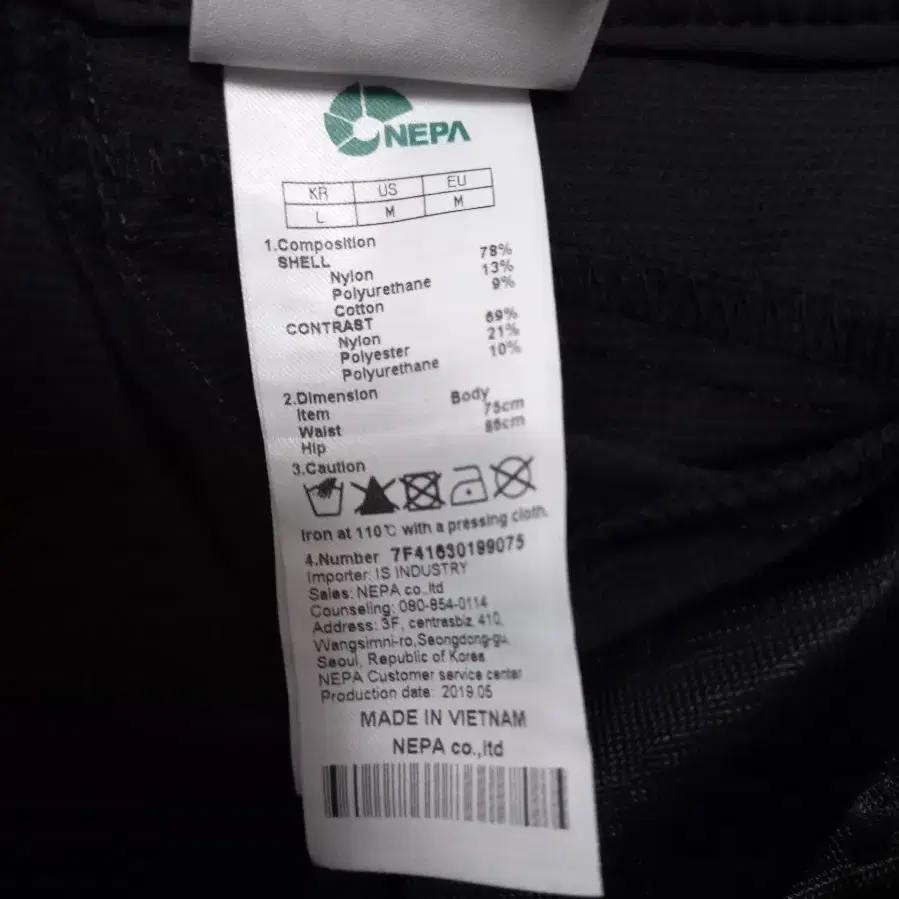 NEPA
KR US EU
L M M
1.Composition
SHELL
Nylon 78%
Polyurethane 13%
Cotton 9%
CONTRAST
Nylon 69%
Polyester 21%
Polyurethane 10%
2.Dimension
Item Body
Waist 75cm
Hip
3.Caution
Iron at 110℃ with a pressing cloth.
4.Number 7F41630199075
Importer: IS INDUSTRY
Sales: NEPA co.,ltd
Counseling: 080-854-0114
Address: 3F, centrasbiz 410,
Wangsimni-ro,Seongdong-gu,
Seoul, Republic of Korea
NEPA Customer service center
Production date: 2019.05
MADE IN VIETNAM
NEPA co.,ltd